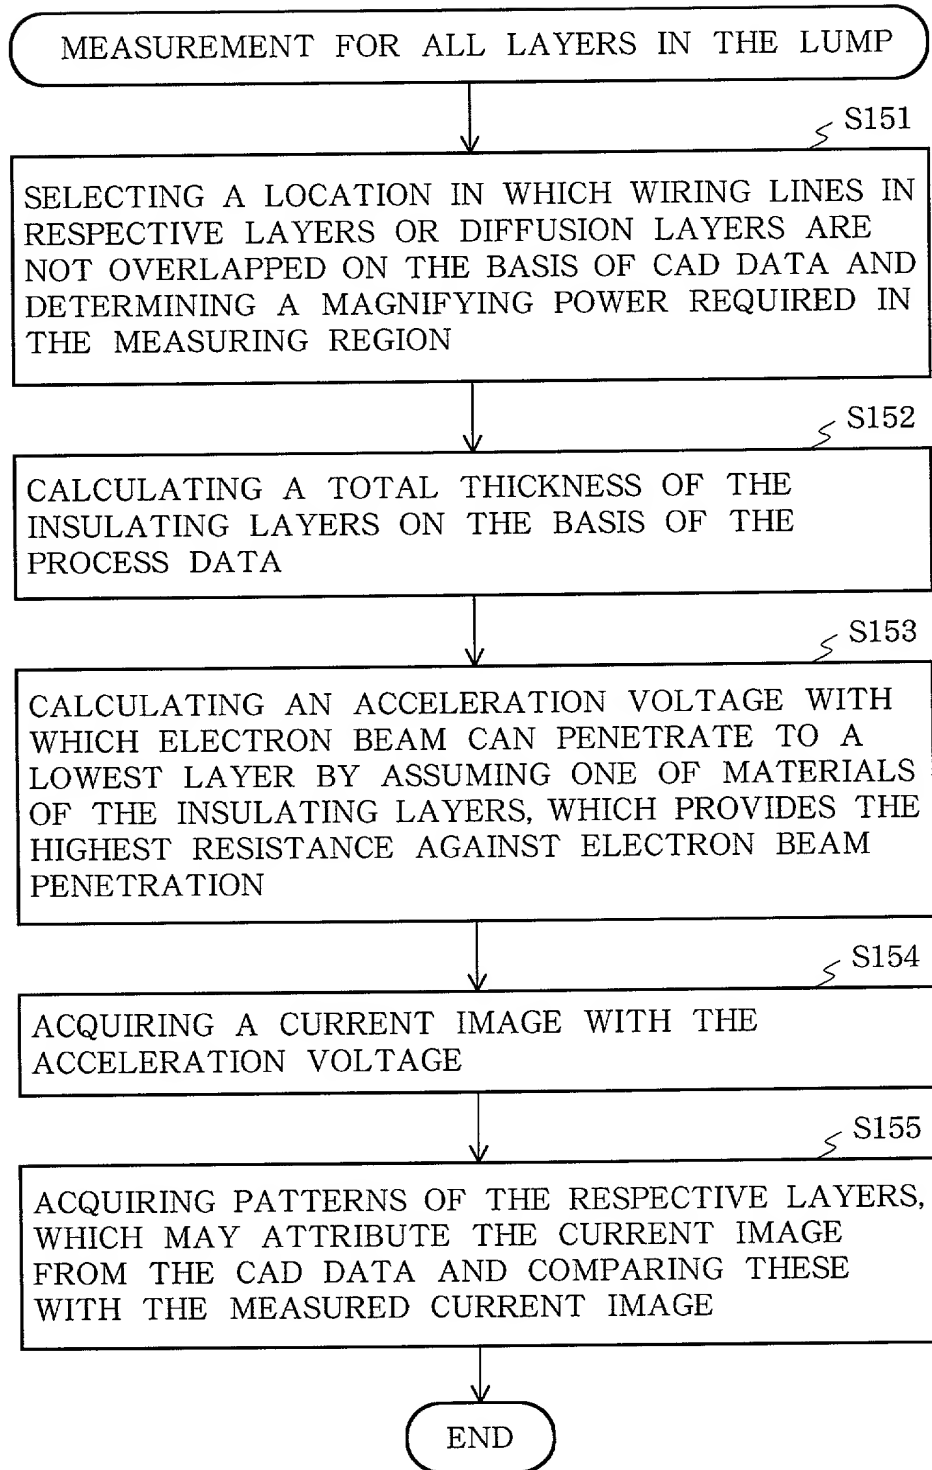 MEASUREMENT FOR ALL LAYERS IN THE LUMP
S151
SELECTING A LOCATION IN WHICH WIRING LINES IN
RESPECTIVE LAYERS OR DIFFUSION LAYERS ARE
NOT OVERLAPPED ON THE BASIS OF CAD DATA AND
DETERMINING A MAGNIFYING POWER REQUIRED IN
THE MEASURING REGION
S152
CALCULATING A TOTAL THICKNESS OF THE
INSULATING LAYERS ON THE BASIS OF THE
PROCESS DATA
S153
CALCULATING AN ACCELERATION VOLTAGE WITH
WHICH ELECTRON BEAM CAN PENETRATE TO A
LOWEST LAYER BY ASSUMING ONE OF MATERIALS
OF THE INSULATING LAYERS, WHICH PROVIDES THE
HIGHEST RESISTANCE AGAINST ELECTRON BEAM
PENETRATION
S154
ACQUIRING A CURRENT IMAGE WITH THE
ACCELERATION VOLTAGE
S155
ACQUIRING PATTERNS OF THE RESPECTIVE LAYERS,
WHICH MAY ATTRIBUTE THE CURRENT IMAGE
FROM THE CAD DATA AND COMPARING THESE
WITH THE MEASURED CURRENT IMAGE
END